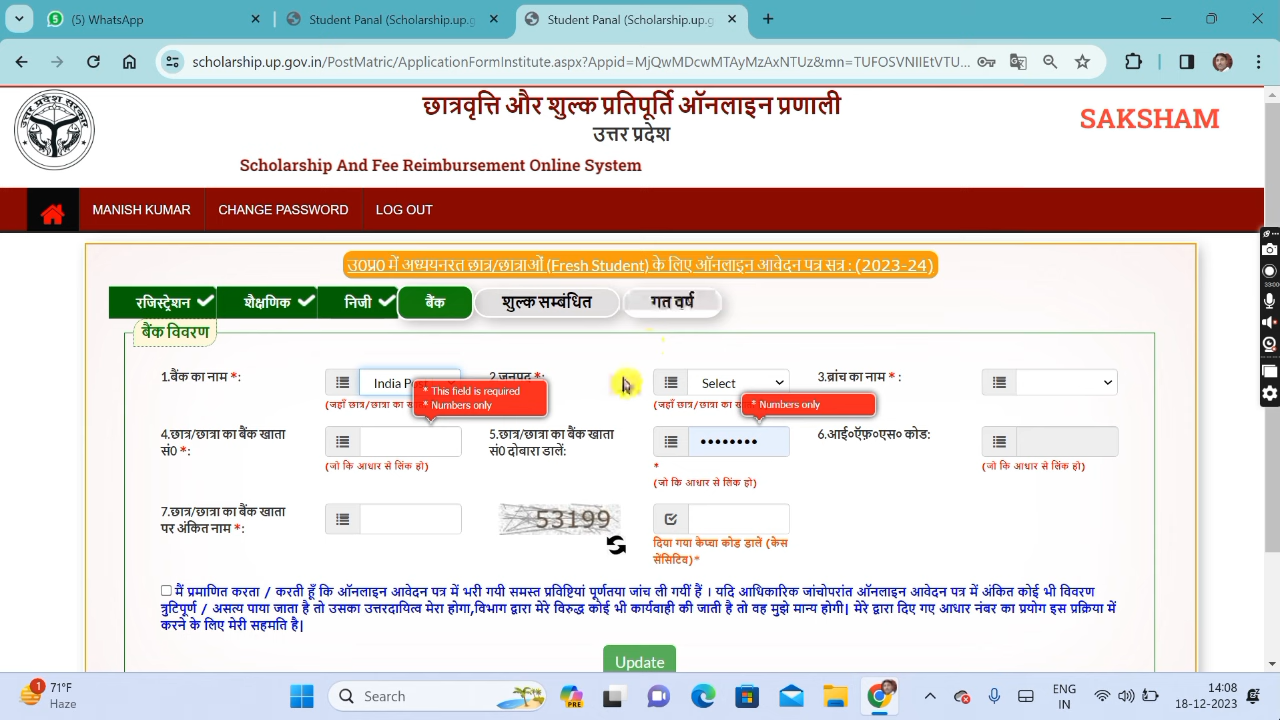 (5) WhatsApp
Student Panal (Scholarship.up.g
Student Panal (Scholarship.up.g
scholarship.up.gov.in/PostMatric/ApplicationFormInstitute.aspx?Appid=MjQwMDcwMTAyMzAxNTUz&mn=TUFOSVNIIEtVTU...
छात्रवृत्ति और शुल्क प्रतिपूर्ति ऑनलाइन प्रणाली
उत्तर प्रदेश
Scholarship And Fee Reimbursement Online System
SAKSHAM
MANISH KUMAR CHANGE PASSWORD LOG OUT
उ0प्र0 में अध्ययनरत छात्र/छात्राओं (Fresh Student) के लिए ऑनलाइन आवेदन पत्र सत्र : (2023-24)
रजिस्ट्रेशन शैक्षणिक निजी बैंक शुल्क सम्बंधित गत वर्ष
बैंक विवरण
1.बैंक का नाम *: India P
2.जनपद *: Select
3.ब्रांच का नाम * :
* This field is required
* Numbers only
* Numbers only
(जहाँ छात्र/छात्रा का
(जहाँ छात्र/छात्रा का
4.छात्र/छात्रा का बैंक खाता
सं0 *:
(जो कि आधार से लिंक हो)
5.छात्र/छात्रा का बैंक खाता
सं0 दोबारा डालें:
••••••••
*
(जो कि आधार से लिंक हो)
6.आई०ऍफ़०एस० कोड:
(जो कि आधार से लिंक हो)
7.छात्र/छात्रा का बैंक खाता
पर अंकित नाम *:
53199
दिया गया केप्चा कोड डालें (केस
सेंसिटिव)*
मैं प्रमाणित करता / करती हूँ कि ऑनलाइन आवेदन पत्र में भरी गयी समस्त प्रविष्टियां पूर्णतया जांच ली गयीं हैं । यदि आधिकारिक जांचोपरांत ऑनलाइन आवेदन पत्र में अंकित कोई भी विवरण
त्रुटिपूर्ण / असत्य पाया जाता है तो उसका उत्तरदायित्व मेरा होगा,विभाग द्वारा मेरे विरुद्ध कोई भी कार्यवाही की जाती है तो वह मुझे मान्य होगी| मेरे द्वारा दिए गए आधार नंबर का प्रयोग इस प्रक्रिया में
करने के लिए मेरी सहमति है|
Update
71°F
Haze
Search
PRE
ENG
IN
14:08
18-12-2023